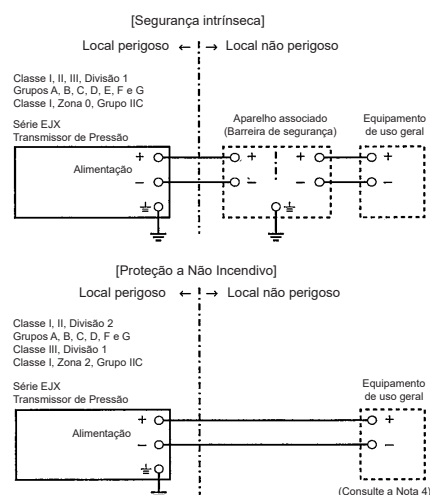 [Segurança intrínseca]
Local perigoso ← → Local não perigoso
Classe I, II, III, Divisão 1
Grupos A, B, C, D, E, F e G
Classe I, Zona 0, Grupo IIC
Série EJX
Transmissor de Pressão
Aparelho associado
(Barreira de segurança)
Equipamento
de uso geral
Alimentação
+ + + +
− − − −
[Proteção a Não Incendivo]
Local perigoso ← → Local não perigoso
Classe I, II, Divisão 2
Grupos A, B, C, D, F e G
Classe III, Divisão 1
Classe I, Zona 2, Grupo IIC
Série EJX
Transmissor de Pressão
Equipamento
de uso geral
Alimentação
+ +
− −
(Consulte a Nota 4)